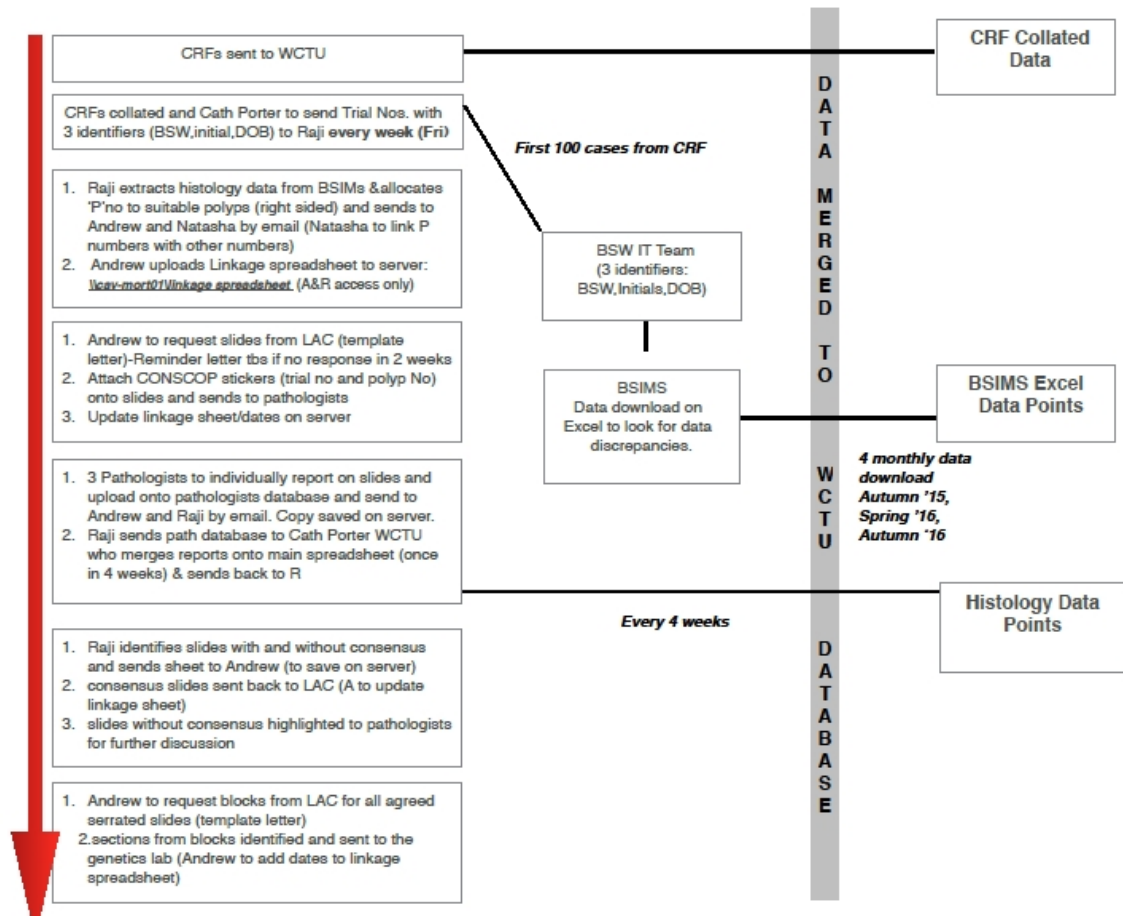 CRFs sent to WCTU
CRF Collated
Data
CRFs collated and Cath Porter to send Trial Nos. with
3 identifiers (BSW,initial,DOB) to Raji every week (Fri)
First 100 cases from CRF
1. Raji extracts histology data from BSIMs &allocates
'P'no to suitable polyps (right sided) and sends to
Andrew and Natasha by email (Natasha to link P
numbers with other numbers)
2. Andrew uploads Linkage spreadsheet to server:
\\cav-mort01\linkage spreadsheet (A&R access only)
BSW IT Team
(3 identifiers:
BSW,Initials,DOB)
1. Andrew to request slides from LAC (template
letter)-Reminder letter tbs if no response in 2 weeks
2. Attach CONSCOP stickers (trial no and polyp No)
onto slides and sends to pathologists
3. Update linkage sheet/dates on server
BSIMS
Data download on
Excel to look for data
discrepancies.
BSIMS Excel
Data Points
4 monthly data
download
Autumn '15,
Spring '16,
Autumn '16
1. 3 Pathologists to individually report on slides and
upload onto pathologists database and send to
Andrew and Raji by email. Copy saved on server.
2. Raji sends path database to Cath Porter WCTU
who merges reports onto main spreadsheet (once
in 4 weeks) & sends back to R
Every 4 weeks
Histology Data
Points
1. Raji identifies slides with and without consensus
and sends sheet to Andrew (to save on server)
2. consensus slides sent back to LAC (A to update
linkage sheet)
3. slides without consensus highlighted to pathologists
for further discussion
1. Andrew to request blocks from LAC for all agreed
serrated slides (template letter)
2.sections from blocks identified and sent to the
genetics lab (Andrew to add dates to linkage
spreadsheet)
DATA MERGED TO WCTU DATABASE